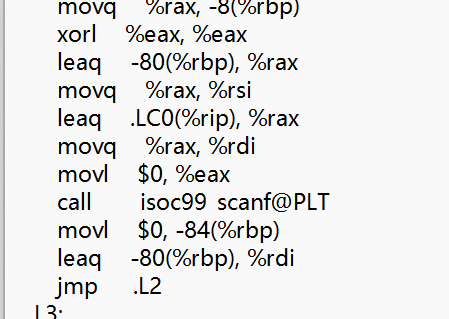 movq %rax, -8(%rbp)
xorl %eax, %eax
leaq -80(%rbp), %rax
movq %rax, %rsi
leaq .LC0(%rip), %rax
movq %rax, %rdi
movl $0, %eax
call isoc99 scanf@PLT
movl $0, -84(%rbp)
leaq -80(%rbp), %rdi
jmp .L2
L3: